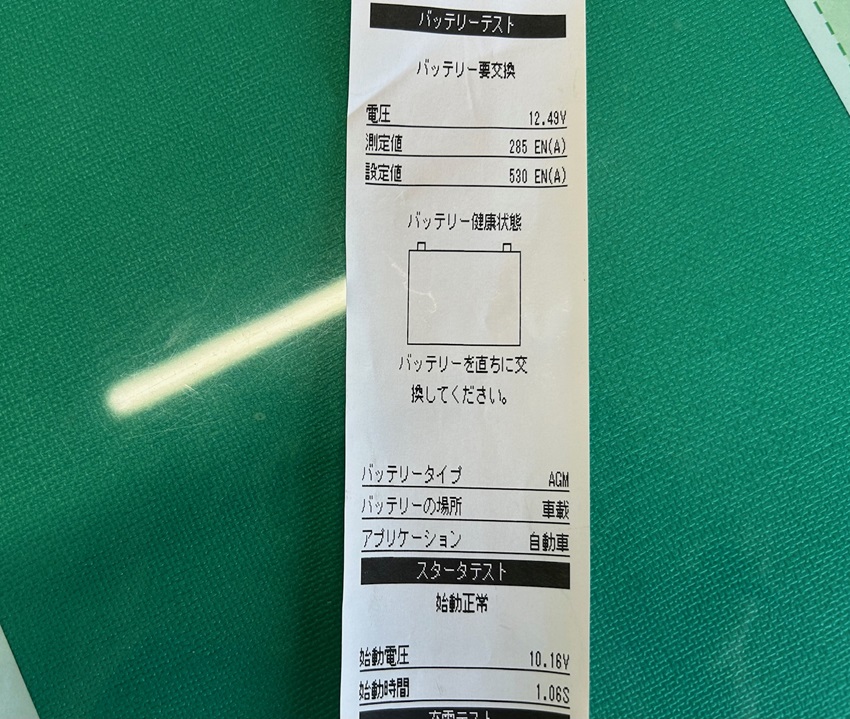 バッテリーテスト
バッテリー要交換
電圧 12.49V
測定値 285 EN(A)
設定値 530 EN(A)
バッテリー健康状態
バッテリーを直ちに交
換してください。
バッテリータイプ AGM
バッテリーの場所 車載
アプリケーション 自動車
スタータテスト
始動正常
始動電圧 10.16V
始動時間 1.06S
充電テスト